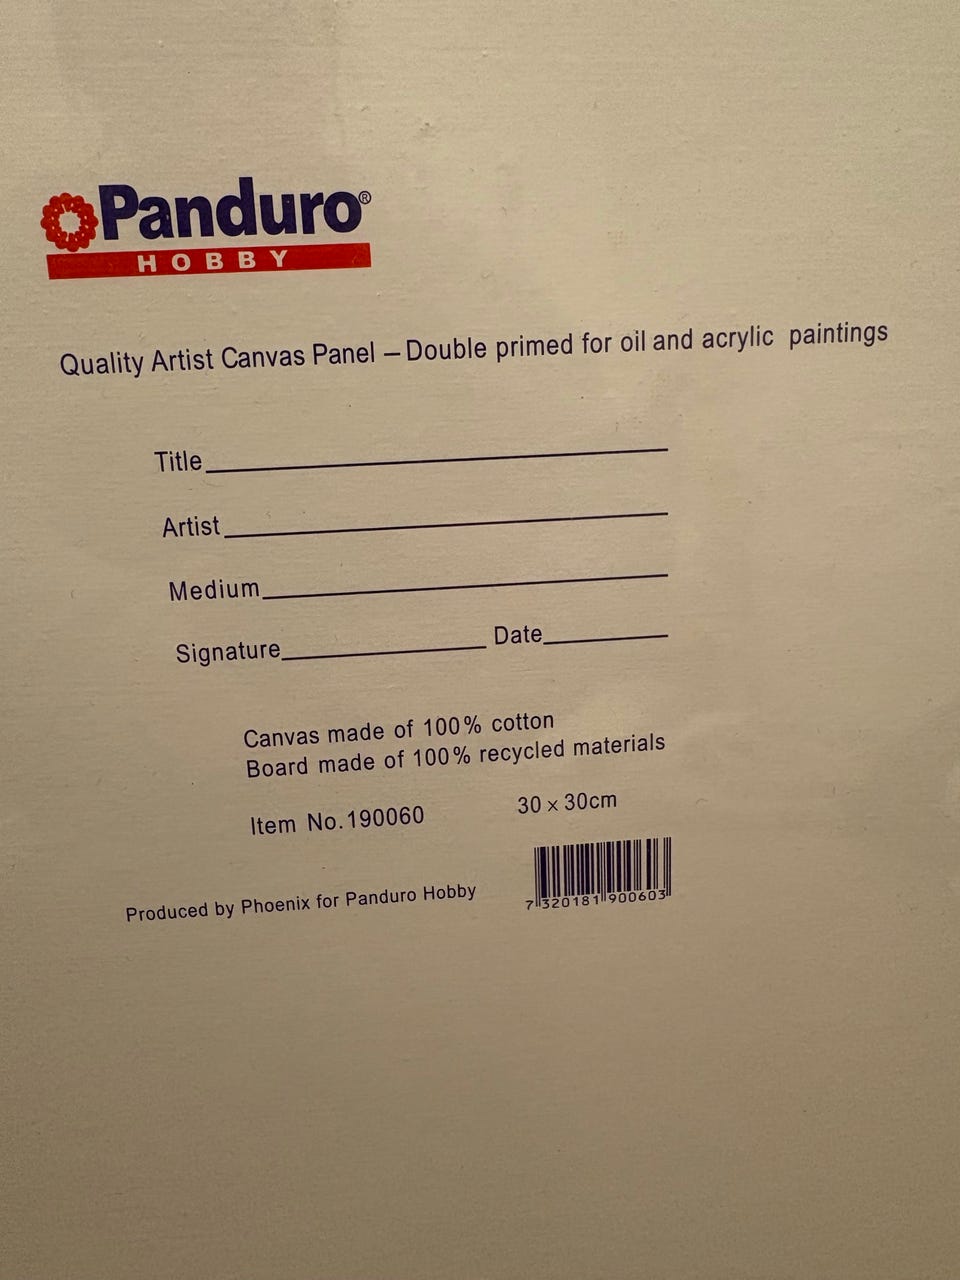 Panduro®
HOBBY
Quality Artist Canvas Panel – Double primed for oil and acrylic paintings
Title
Artist
Medium
Signature Date
Canvas made of 100% cotton
Board made of 100% recycled materials
Item No.190060 30 x 30cm
Produced by Phoenix for Panduro Hobby
7 320181 900603